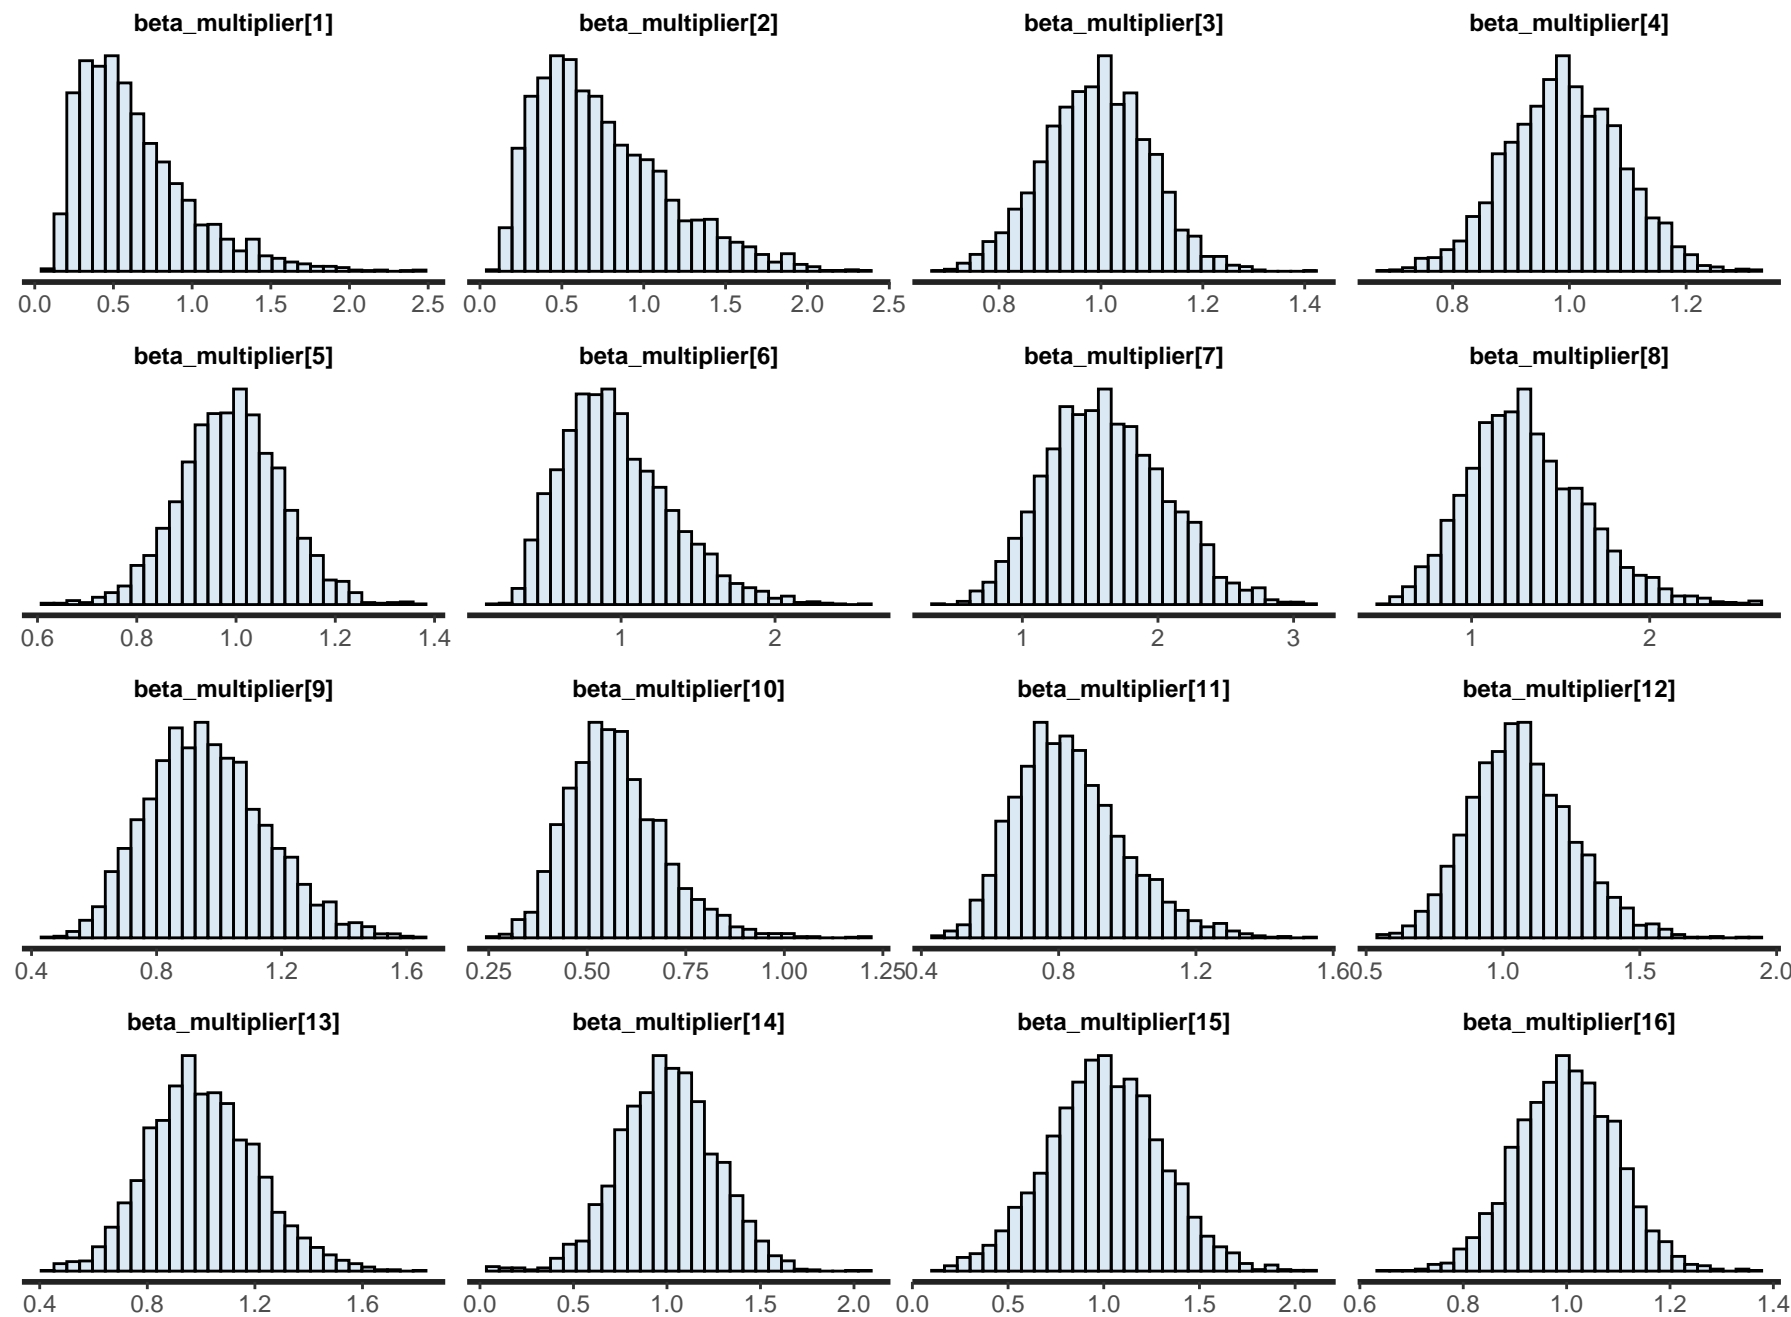 beta_multiplier[1] beta_multiplier[2] beta_multiplier[3] beta_multiplier[4]
0.0 0.5 1.0 1.5 2.0 2.5 0.0 0.5 1.0 1.5 2.0 2.5 0.8 1.0 1.2 1.4 0.8 1.0 1.2
beta_multiplier[5] beta_multiplier[6] beta_multiplier[7] beta_multiplier[8]
0.6 0.8 1.0 1.2 1.4 1 2 1 2 3 1 2
beta_multiplier[9] beta_multiplier[10] beta_multiplier[11] beta_multiplier[12]
0.4 0.8 1.2 1.6 0.25 0.50 0.75 1.00 1.25 0.4 0.8 1.2 1.6 0.5 1.0 1.5 2.0
beta_multiplier[13] beta_multiplier[14] beta_multiplier[15] beta_multiplier[16]
0.4 0.8 1.2 1.6 0.0 0.5 1.0 1.5 2.0 0.0 0.5 1.0 1.5 2.0 0.6 0.8 1.0 1.2 1.4